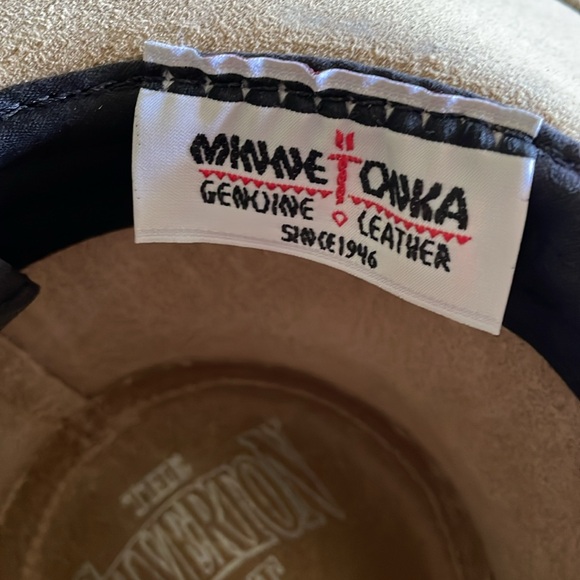 MINNETONKA
GENUINE LEATHER
SINCE 1946
THE